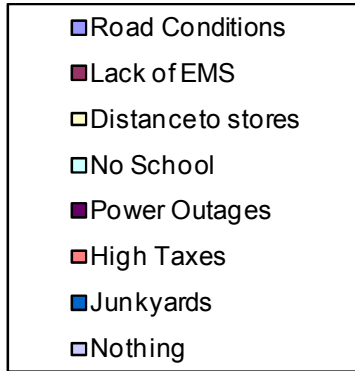 Road Conditions
Lack of EMS
Distanceto stores
No School
Power Outages
High Taxes
Junkyards
Nothing